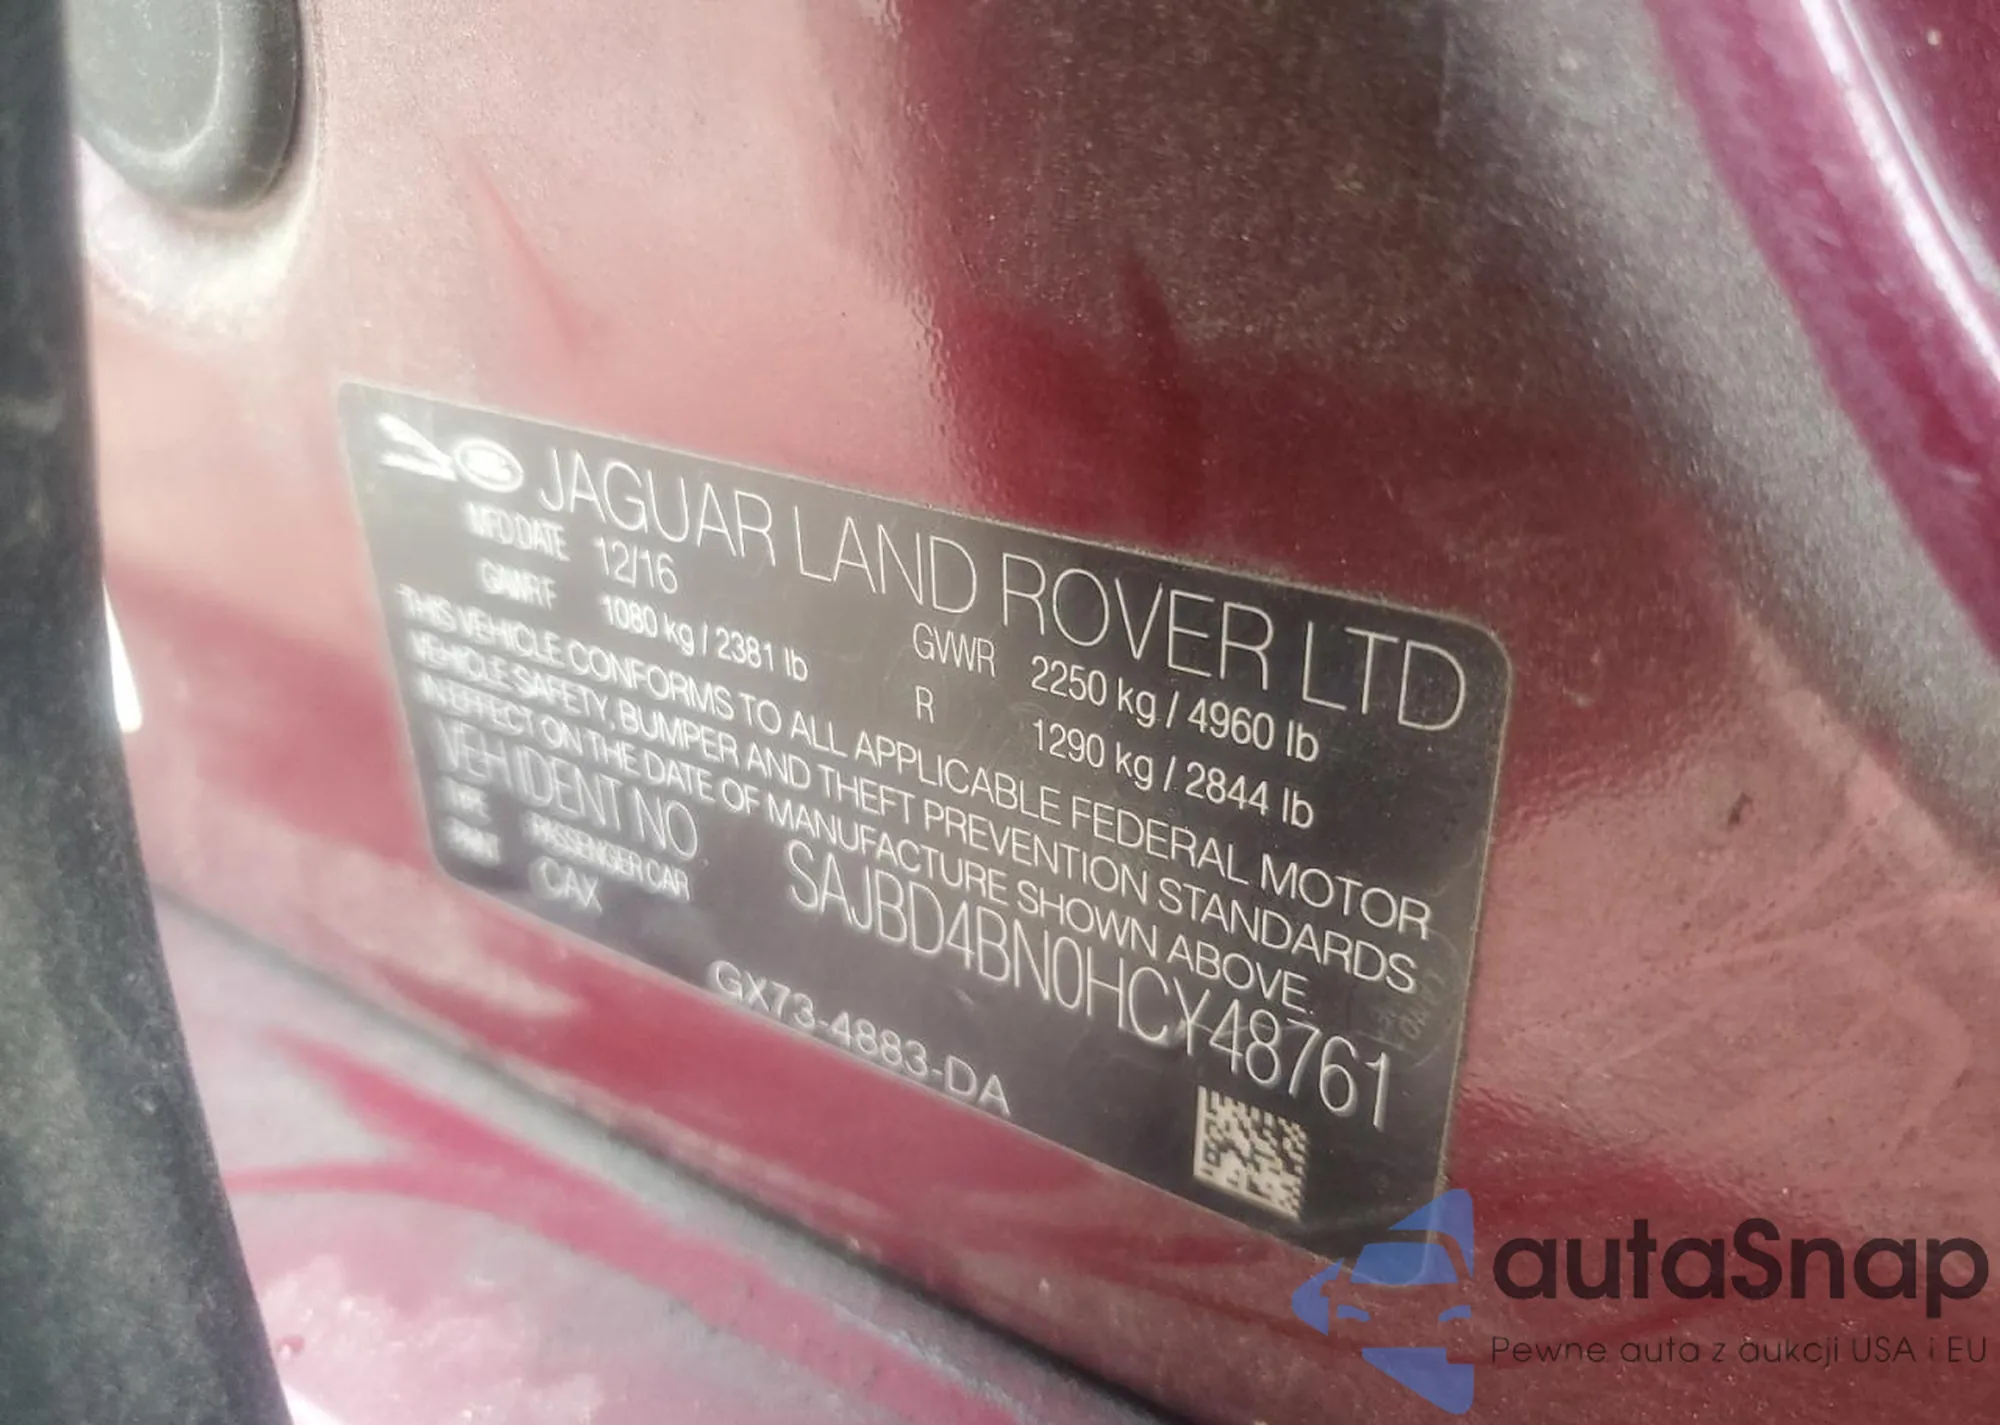 JAGUAR LAND ROVER LTD
MFD DATE 12/16 GVWR 2250 kg / 4960 lb
GAWR F 1080 kg / 2381 lb R 1290 kg / 2844 lb
THIS VEHICLE CONFORMS TO ALL APPLICABLE FEDERAL MOTOR
VEHICLE SAFETY, BUMPER AND THEFT PREVENTION STANDARDS
IN EFFECT ON THE DATE OF MANUFACTURE SHOWN ABOVE.
VEH IDENT NO SAJBD4BN0HCY48761
TYPE PASSENGER CAR
PAINT CAX
GX73-4883-DA
autaSnap
Pewne auta z aukcji USA i EU